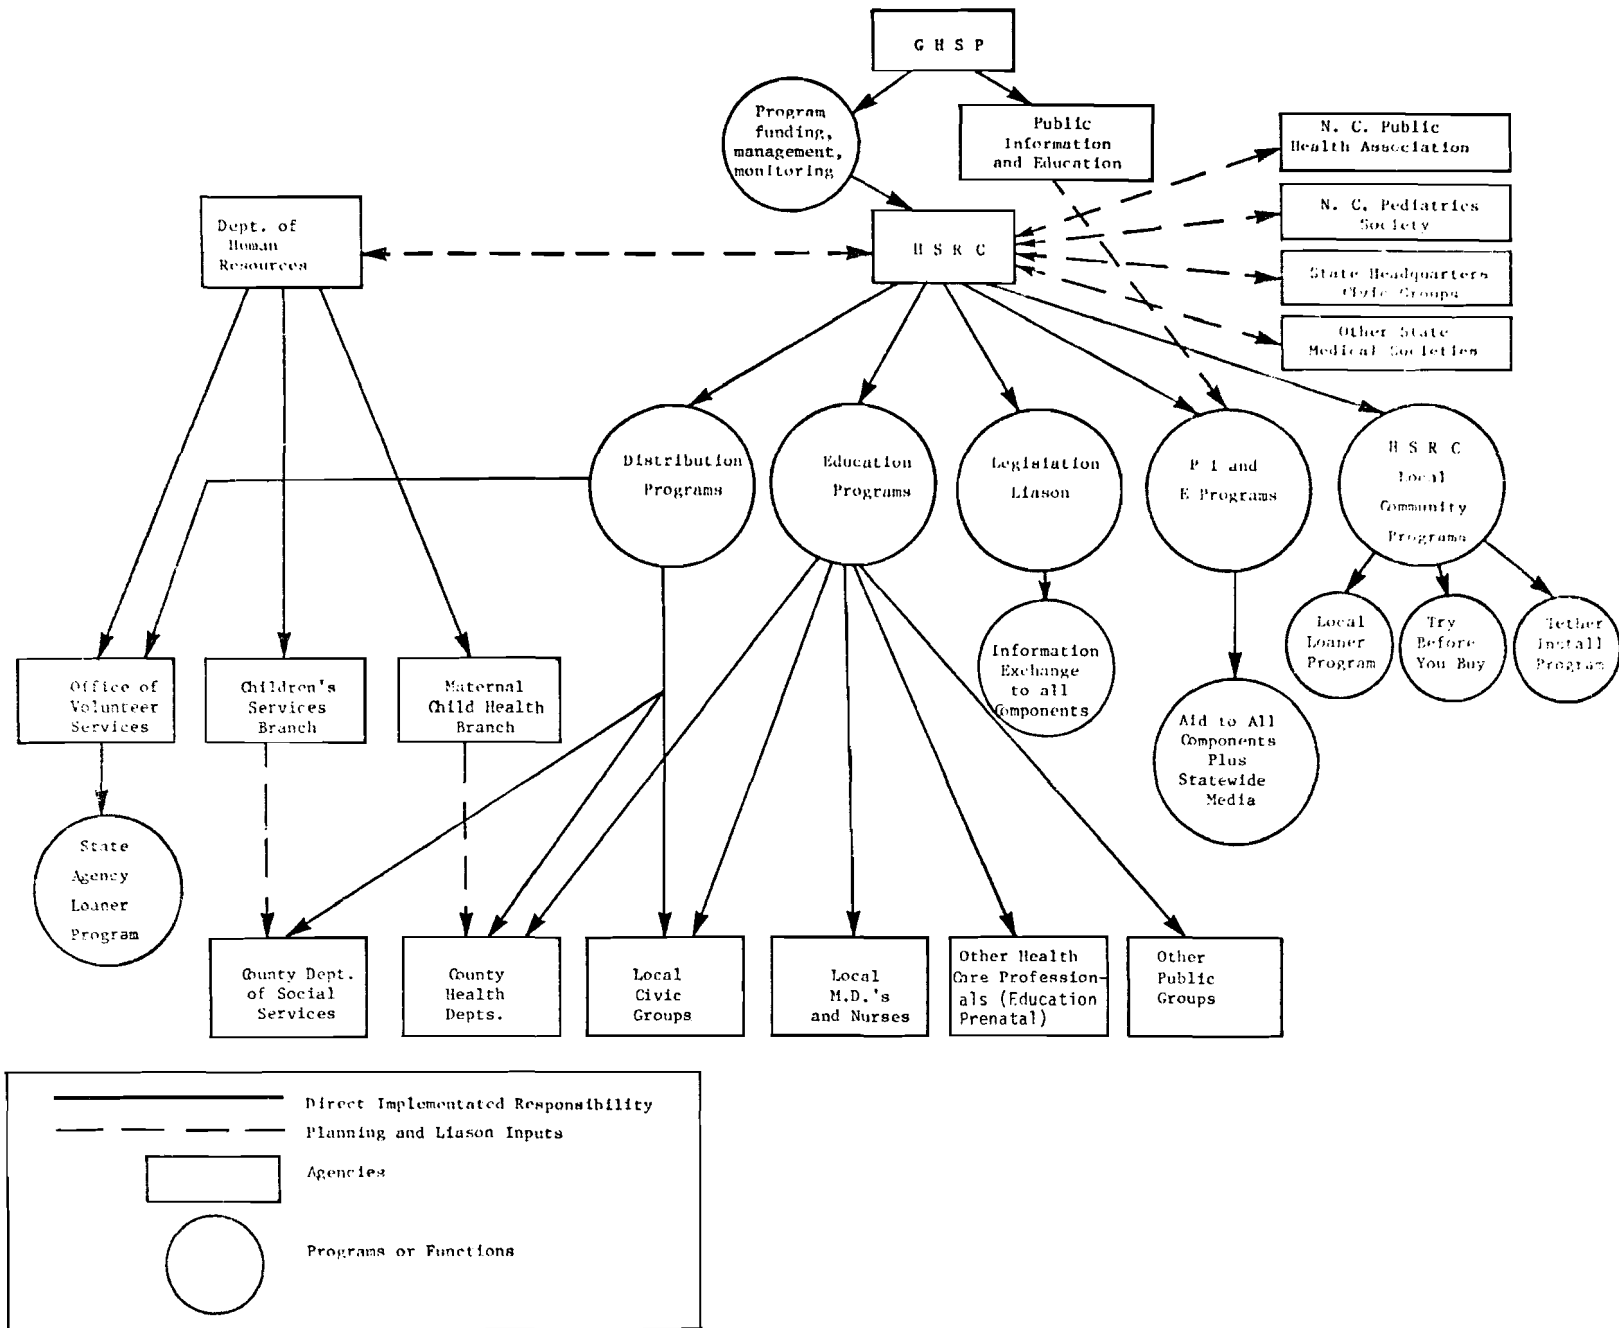 G H S P
Program
funding,
management,
monitoring
Public
Information
and Education
N. C. Public
Health Association
N. C. Pediatrics
Society
State Headquarters
Civic Groups
Other State
Medical Societies
Dept. of
Human
Resources
H S R C
Distribution
Programs
Education
Programs
Legislation
Liason
P I and
E Programs
H S R C
Local
Community
Programs
Local
Loaner
Program
Try
Before
You Buy
Tether
Install
Program
Information
Exchange
to all
Components
Aid to All
Components
Plus
Statewide
Media
Office of
Volunteer
Services
Children's
Services
Branch
Maternal
Child Health
Branch
State
Agency
Loaner
Program
County Dept.
of Social
Services
County
Health
Depts.
Local
Civic
Groups
Local
M.D.'s
and Nurses
Other Health
Care Profession-
als (Education
Prenatal)
Other
Public
Groups
Direct Implementated Responsibility
Planning and Liason Inputs
Agencies
Programs or Functions